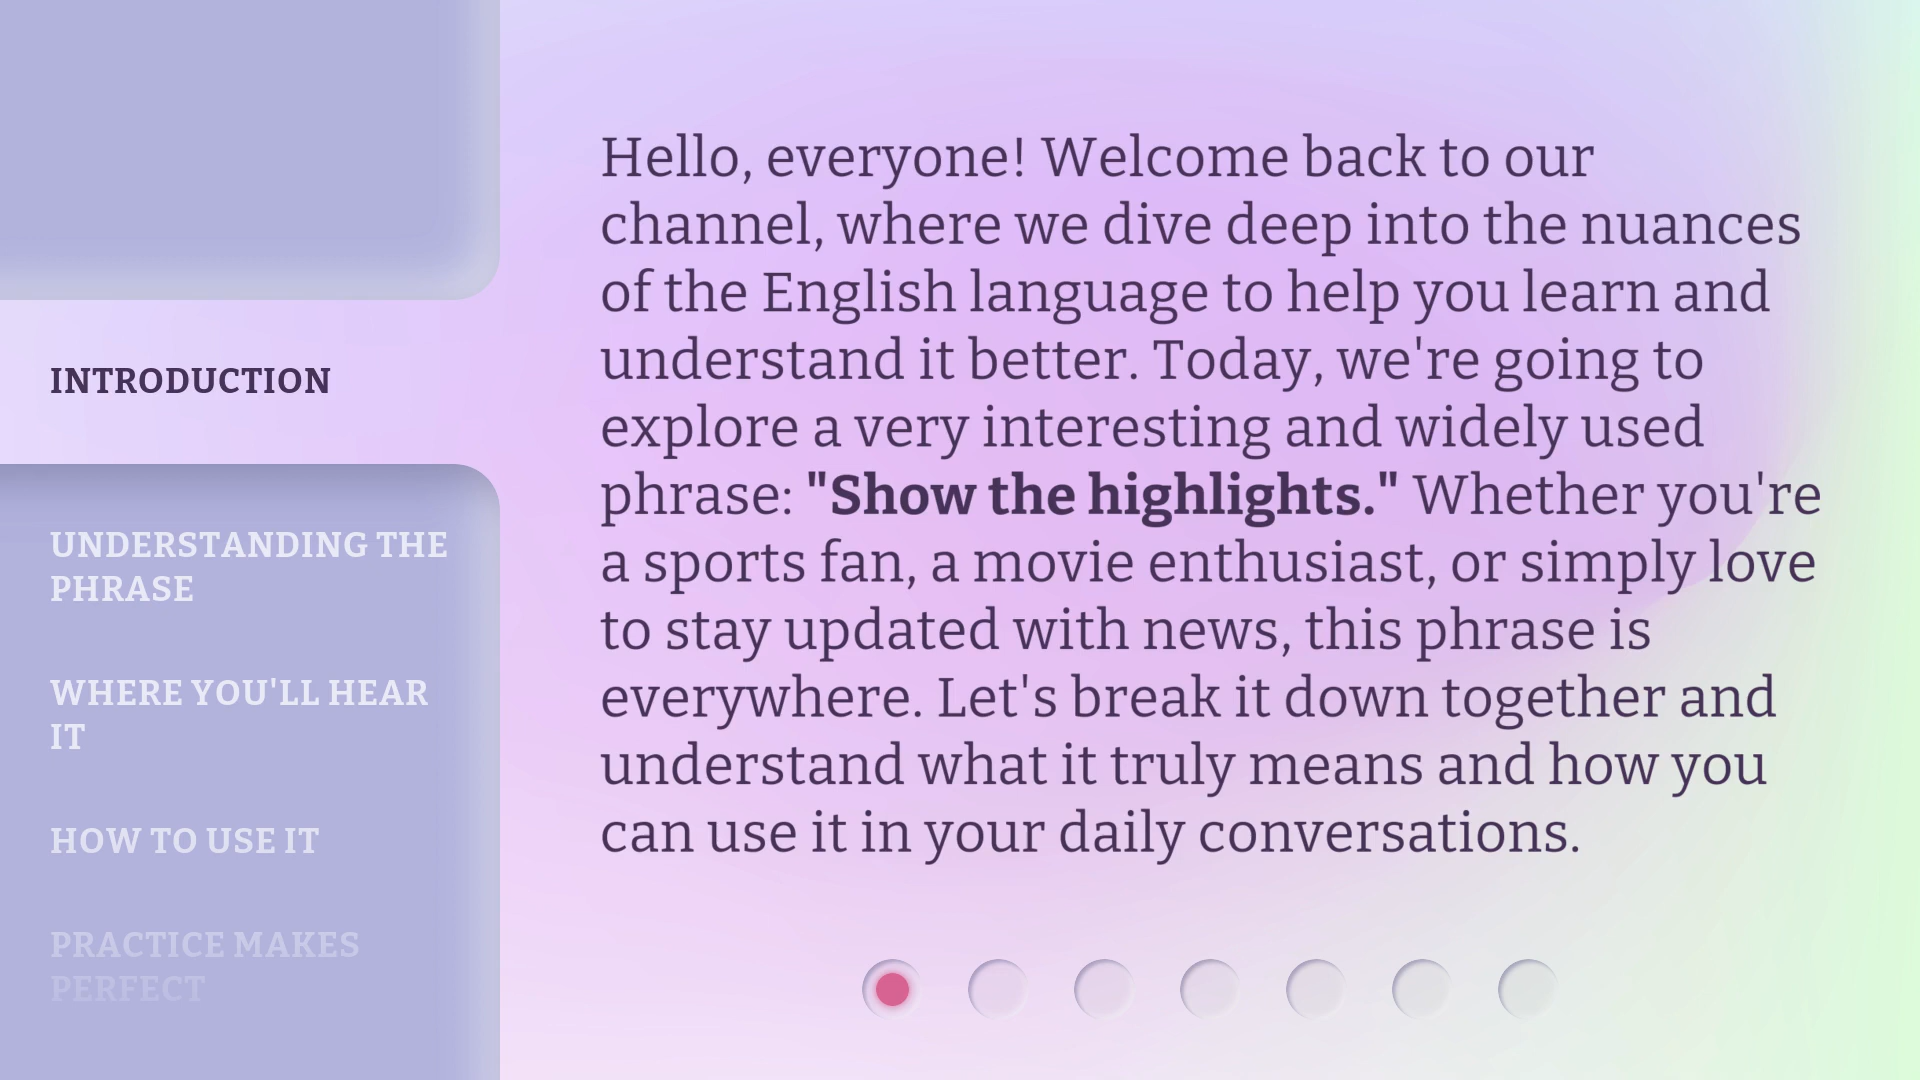 INTRODUCTION
UNDERSTANDING THE
PHRASE
WHERE YOU'LL HEAR
IT
HOW TO USE IT
PRACTICE MAKES
PERFECT
Hello, everyone! Welcome back to our
channel, where we dive deep into the nuances
of the English language to help you learn and
understand it better. Today, we're going to
explore a very interesting and widely used
phrase: "Show the highlights." Whether you're
a sports fan, a movie enthusiast, or simply love
to stay updated with news, this phrase is
everywhere. Let's break it down together and
understand what it truly means and how you
can use it in your daily conversations.